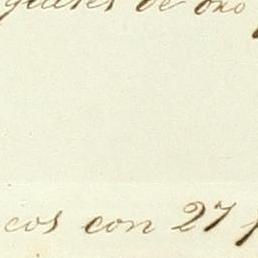 de oro
cos con 27